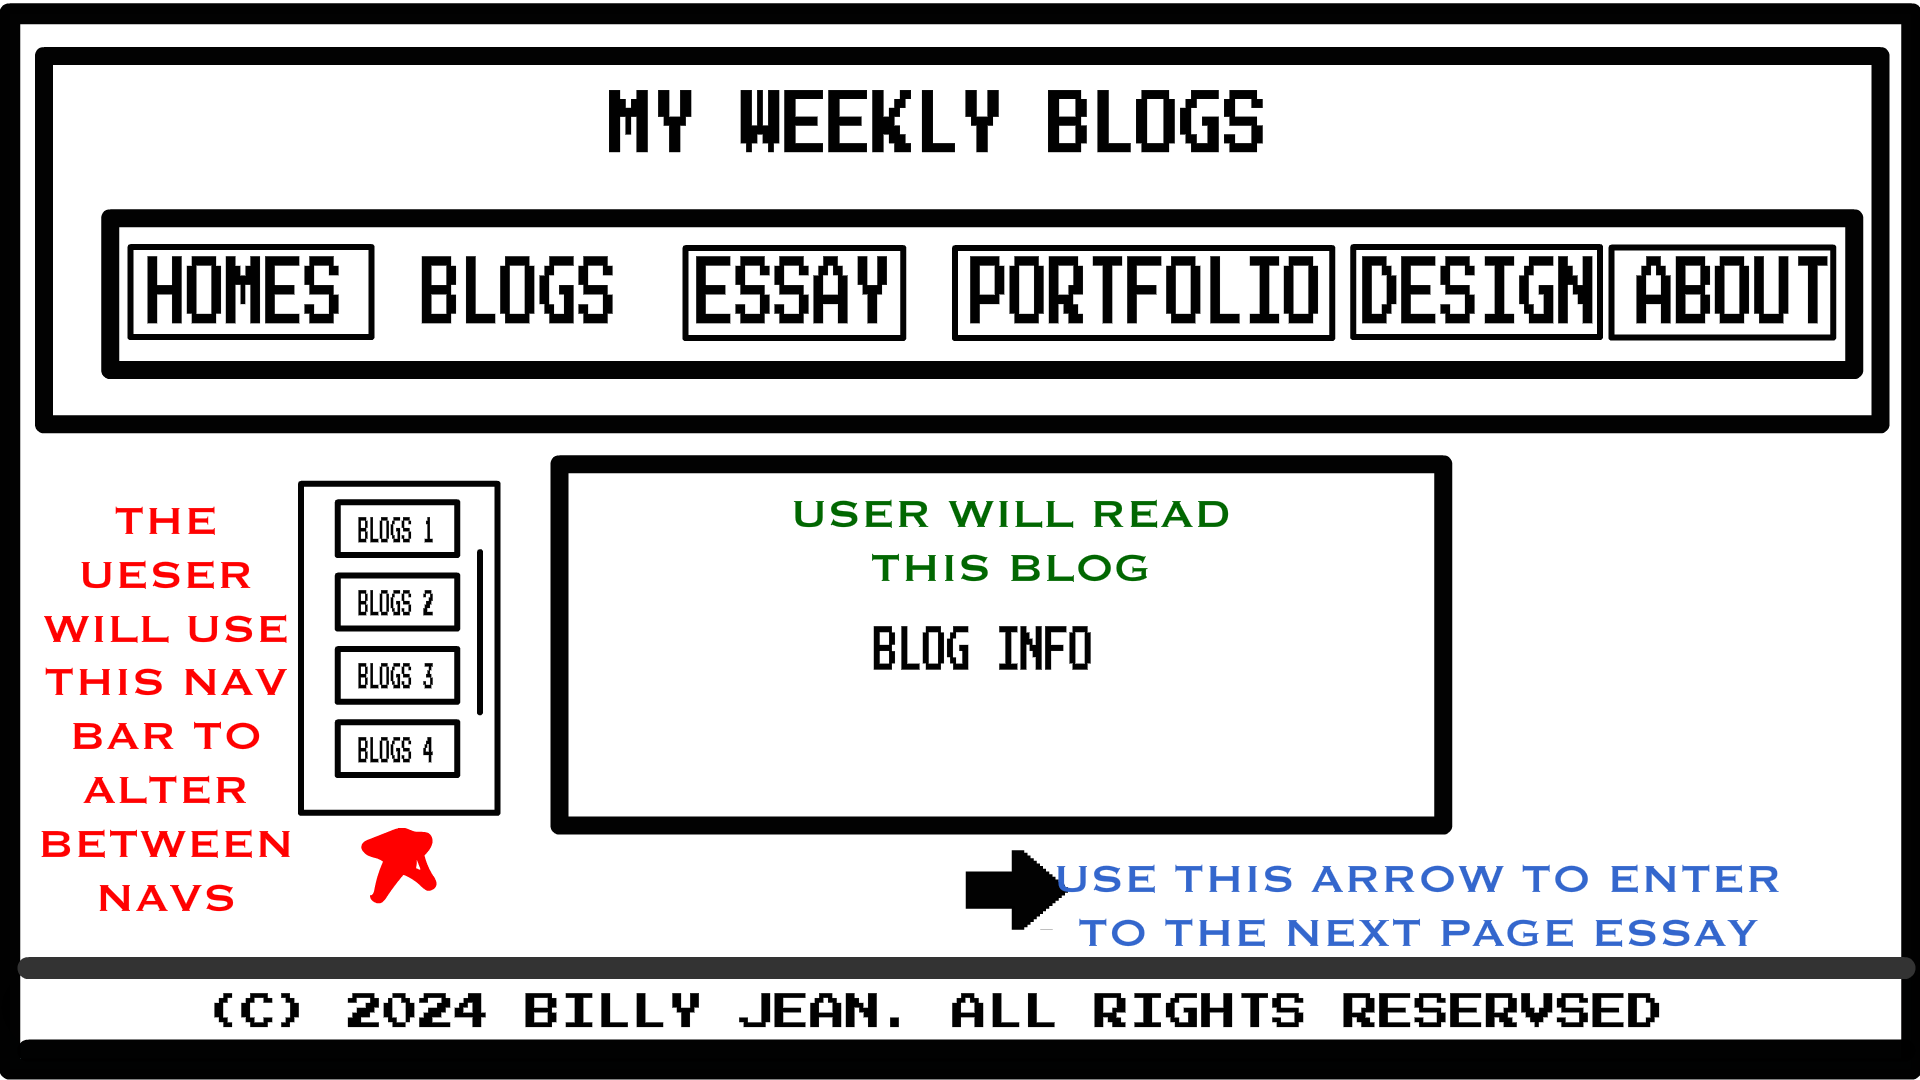 MY WEEKLY BLOGS
HOMES BLOGS ESSAY PORTFOLIO DESIGN ABOUT
THE
UESER
WILL USE
THIS NAV
BAR TO
ALTER
BETWEEN
NAVS
BLOGS 1
BLOGS 2
BLOGS 3
BLOGS 4
USER WILL READ
THIS BLOG
BLOG INFO
USE THIS ARROW TO ENTER
TO THE NEXT PAGE ESSAY
(C) 2024 BILLY JEAN. ALL RIGHTS RESERVSED